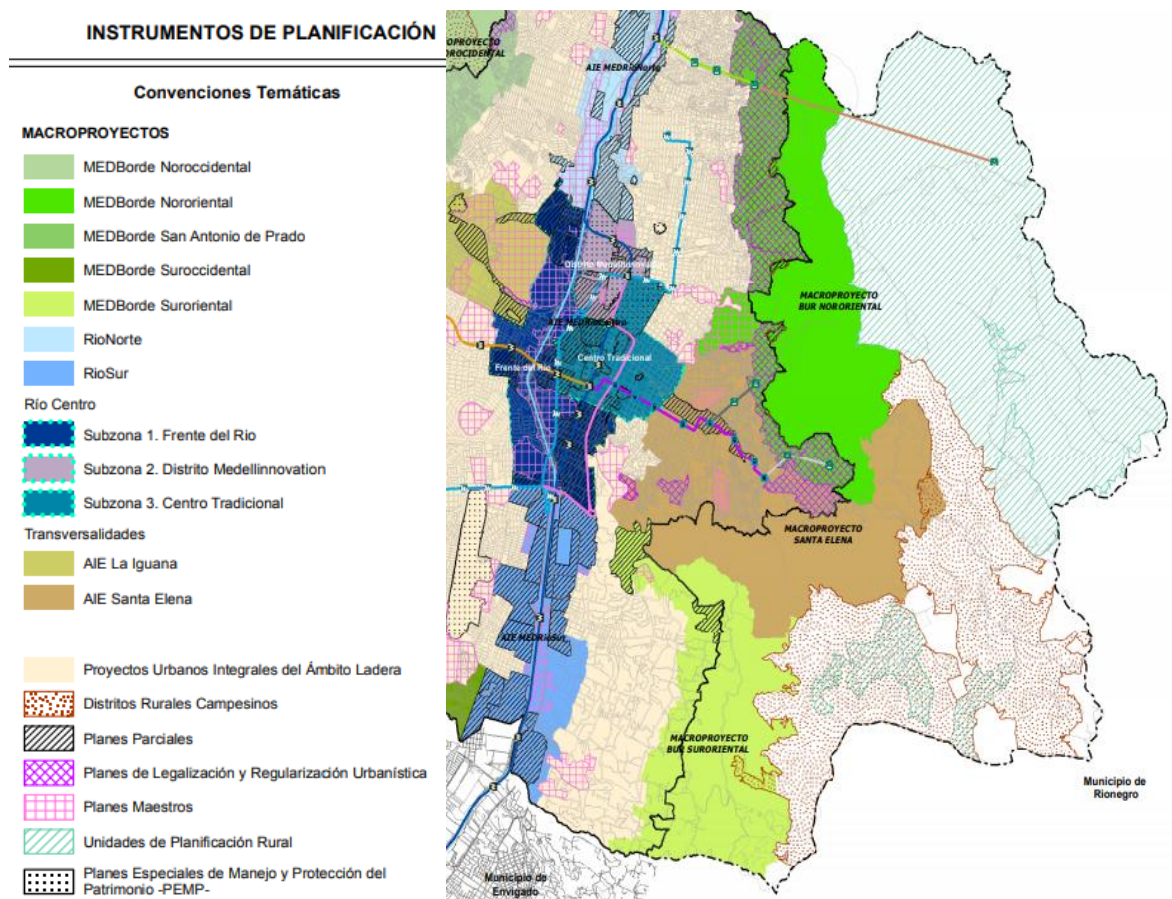 INSTRUMENTOS DE PLANIFICACIÓN
Convenciones Temáticas
MACROPROYECTOS
MEDBorde Noroccidental
MEDBorde Nororiental
MEDBorde San Antonio de Prado
MEDBorde Suroccidental
MEDBorde Suroriental
RioNorte
RioSur
Río Centro
Subzona 1. Frente del Rio
Subzona 2. Distrito Medellinnovation
Subzona 3. Centro Tradicional
Transversalidades
AIE La Iguana
AIE Santa Elena
Proyectos Urbanos Integrales del Ámbito Ladera
Distritos Rurales Campesinos
Planes Parciales
Planes de Legalización y Regularización Urbanística
Planes Maestros
Unidades de Planificación Rural
Planes Especiales de Manejo y Protección del
Patrimonio -PEMP-
OPROYECTO
OROCCIDENTAL
AIE MEDRioNorte
MACROPROYECTO
BUR NORORIENTAL
Centro Tradicional
Frente del Rio
MACROPROYECTO
SANTA ELENA
AIE MEDRioSur
MACROPROYECTO
BUR SURORIENTAL
Municipio de
Rionegro
Municipio de
Envigado